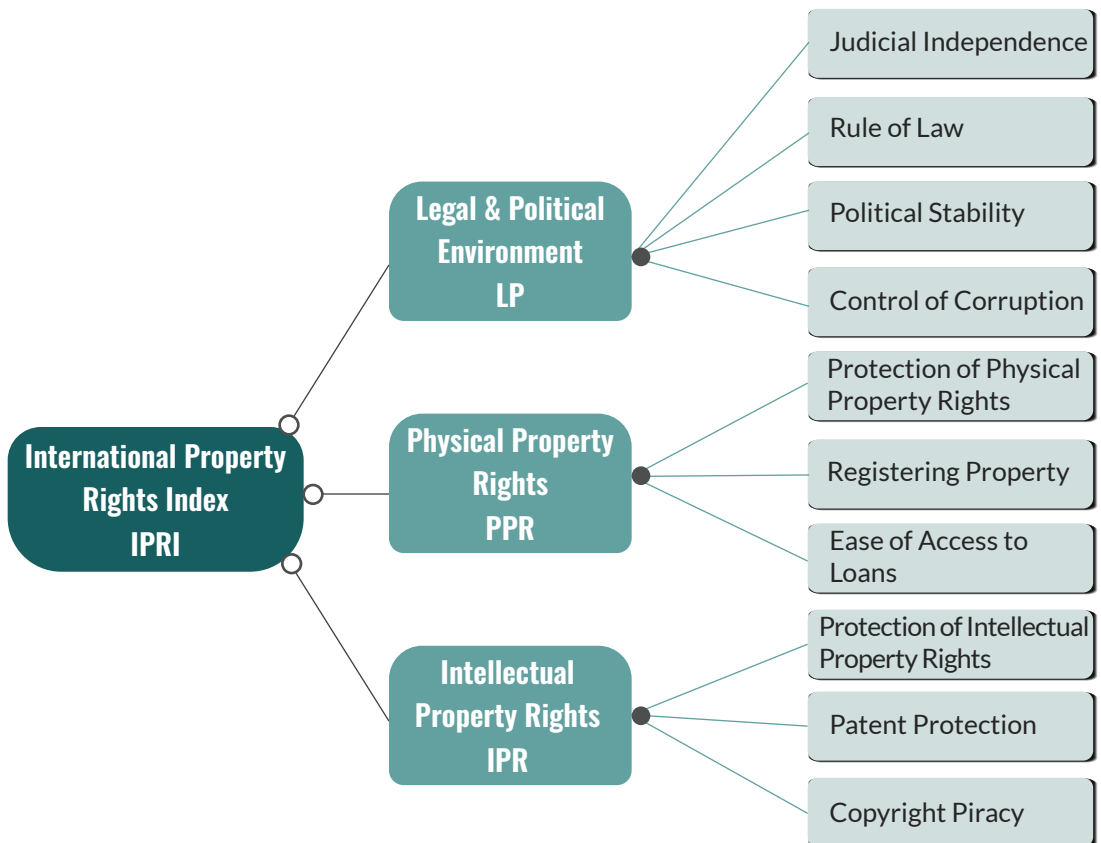 International Property
Rights Index
IPRI
Legal & Political
Environment
LP
Physical Property
Rights
PPR
Intellectual
Property Rights
IPR
Judicial Independence
Rule of Law
Political Stability
Control of Corruption
Protection of Physical
Property Rights
Registering Property
Ease of Access to
Loans
Protection of Intellectual
Property Rights
Patent Protection
Copyright Piracy